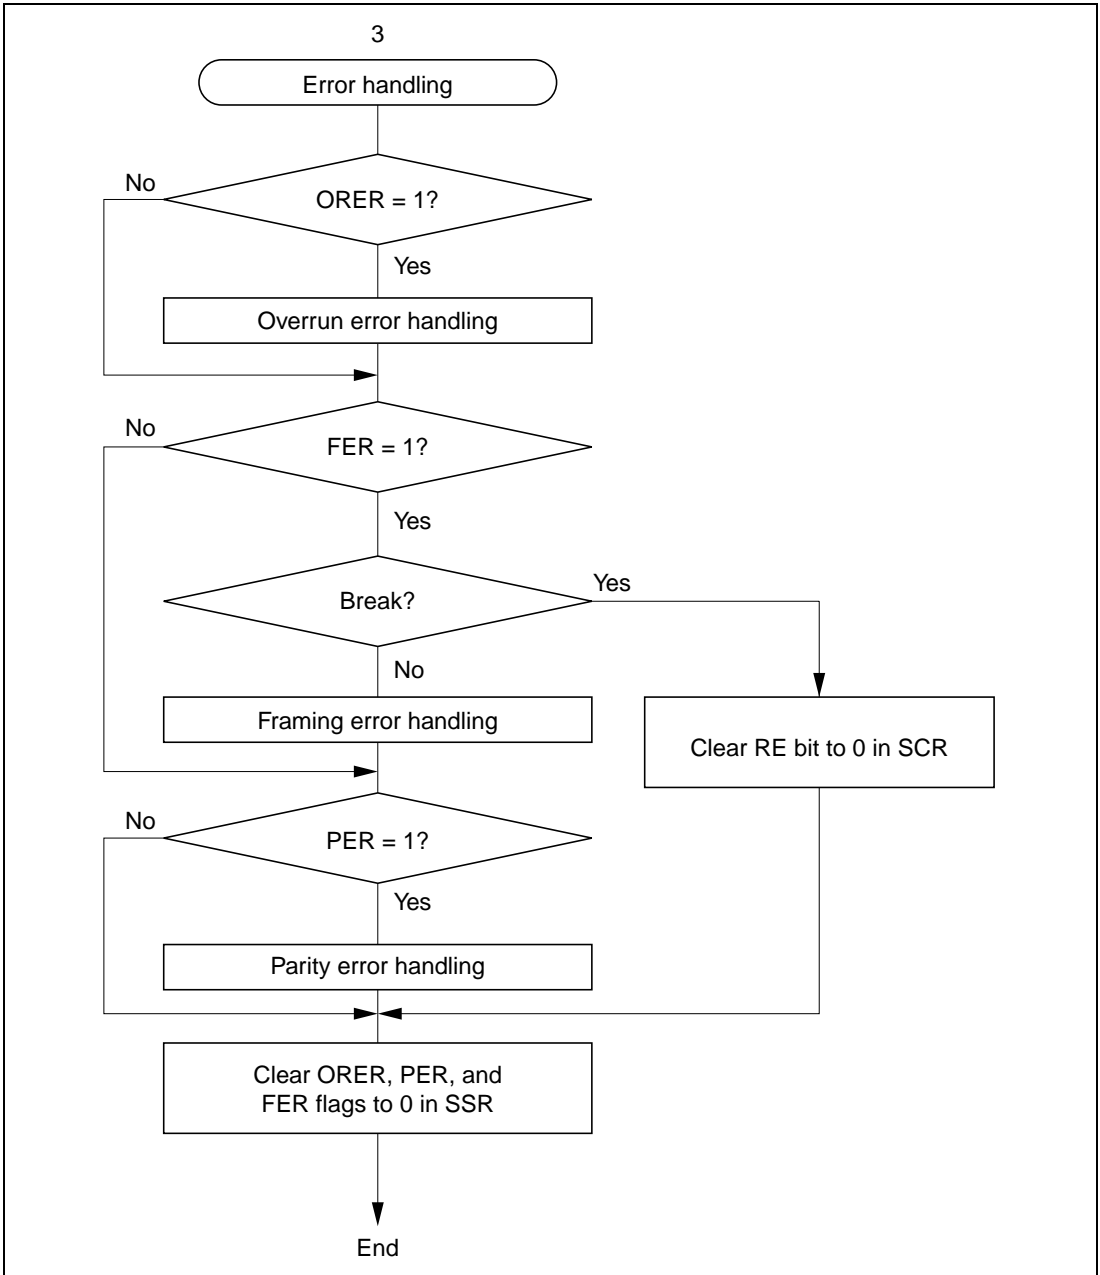 3
Error handling
No
ORER = 1?
Yes
Overrun error handling
No
FER = 1?
Yes
Break?
Yes
No
Framing error handling
Clear RE bit to 0 in SCR
No
PER = 1?
Yes
Parity error handling
Clear ORER, PER, and
FER flags to 0 in SSR
End